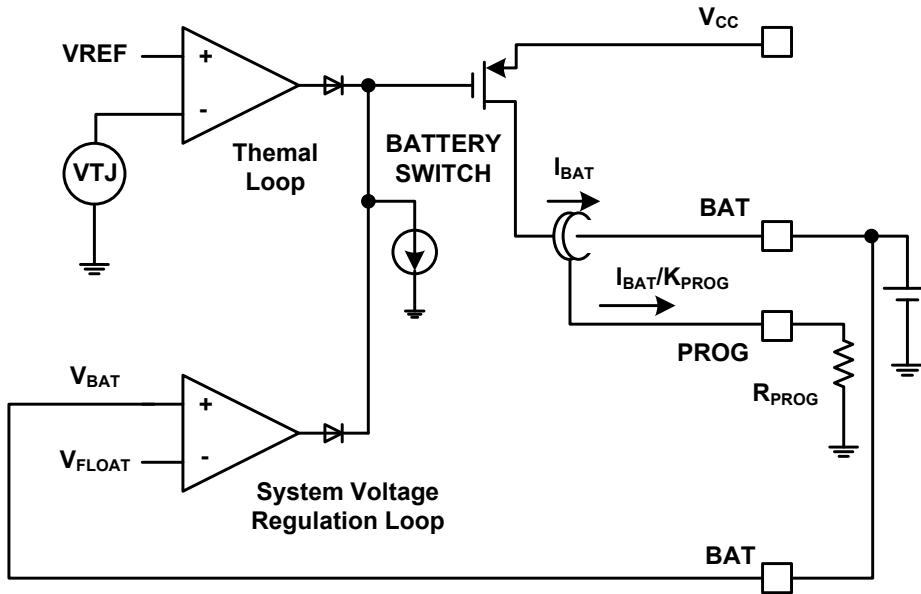 VREF
+
-
VTJ
Themal
Loop
BATTERY
SWITCH
VCC
IBAT
BAT
IBAT/KPROG
PROG
RPROG
VBAT
+
VFLOAT
-
System Voltage
Regulation Loop
BAT